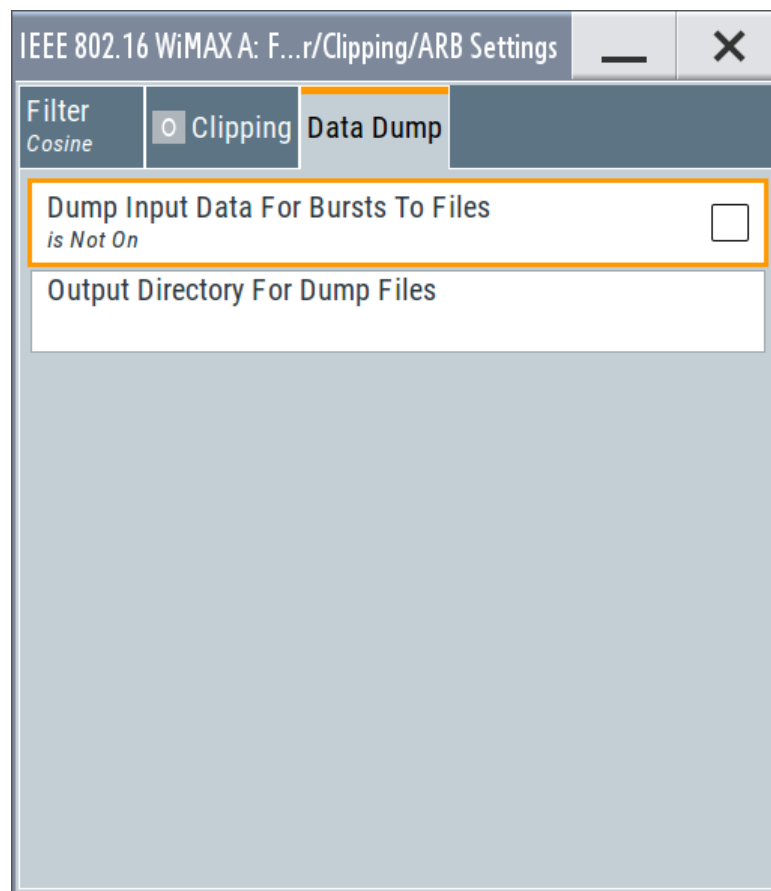 IEEE 802.16 WiMAX A: F...r/Clipping/ARB Settings
Filter
Cosine
O Clipping
Data Dump
Dump Input Data For Bursts To Files
is Not On
Output Directory For Dump Files